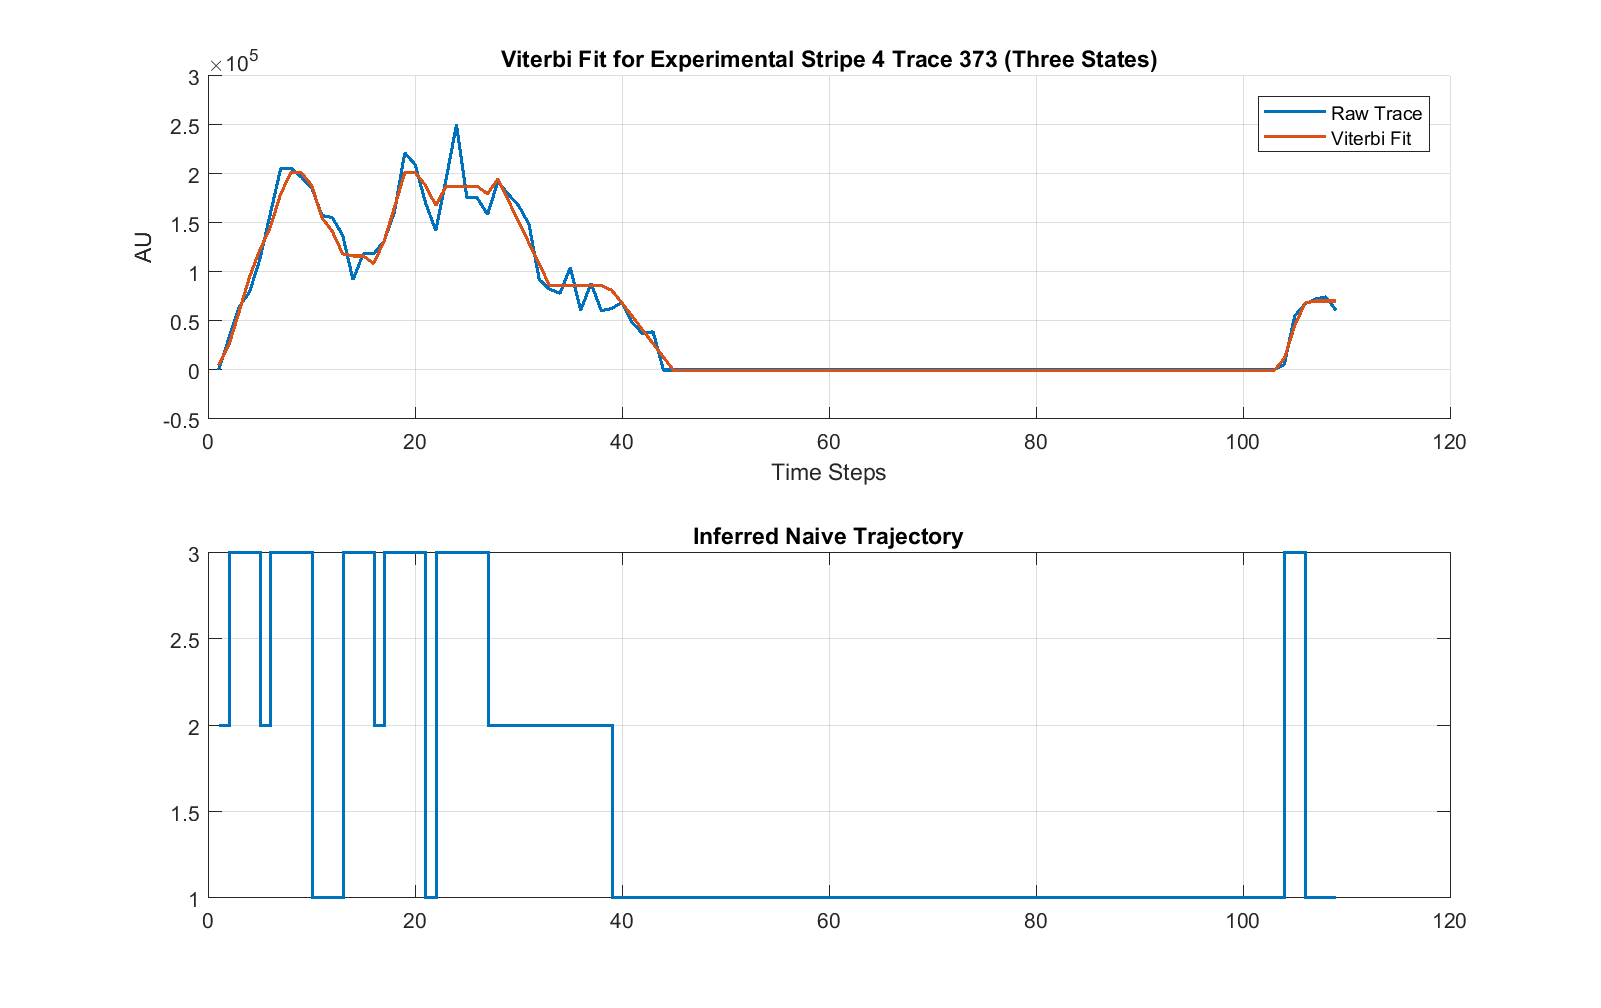 Viterbi Fit for Experimental Stripe 4 Trace 373 (Three States)
×10⁵
3
2.5
2
1.5
1
0.5
0
-0.5
AU
Raw Trace
Viterbi Fit
0 20 40 60 80 100 120
Time Steps
Inferred Naive Trajectory
3
2.5
2
1.5
1
0 20 40 60 80 100 120